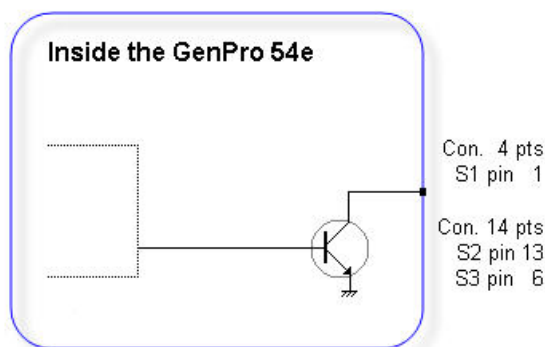 Inside the GenPro 54e
Con. 4 pts
S1 pin 1
Con. 14 pts
S2 pin 13
S3 pin 6